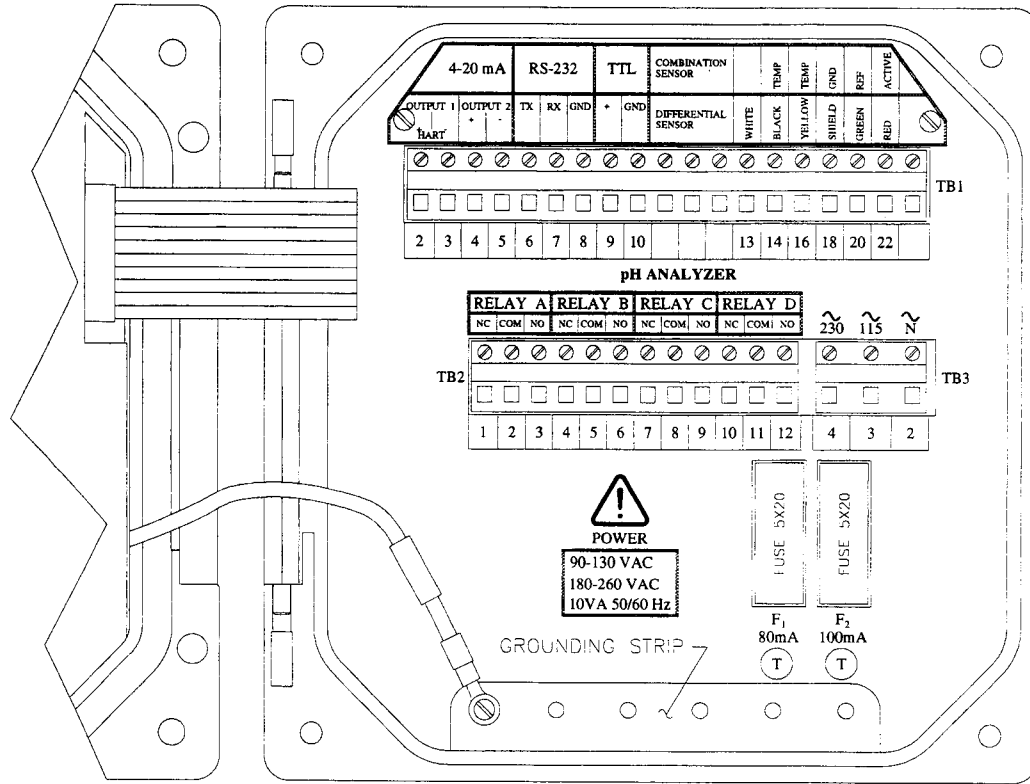 4-20 mA RS-232 TTL COMBINATION SENSOR TEMP TEMP GND REF ACTIVE
OUTPUT 1 OUTPUT 2 TX RX GND + GND DIFFERENTIAL SENSOR WHITE BLACK YELLOW SHIELD GREEN RED
+ - + -
HART
TB1
2 3 4 5 6 7 8 9 10 13 14 16 18 20 22
pH ANALYZER
RELAY A RELAY B RELAY C RELAY D
NC COM NO NC COM NO NC COM NO NC COM NO
~ ~ ~
230 115 N
TB2 TB3
1 2 3 4 5 6 7 8 9 10 11 12 4 3 2
!
POWER
90-130 VAC
180-260 VAC
10VA 50/60 Hz
FUSE 5X20
FUSE 5X20
F1 F2
80mA 100mA
T T
GROUNDING STRIP